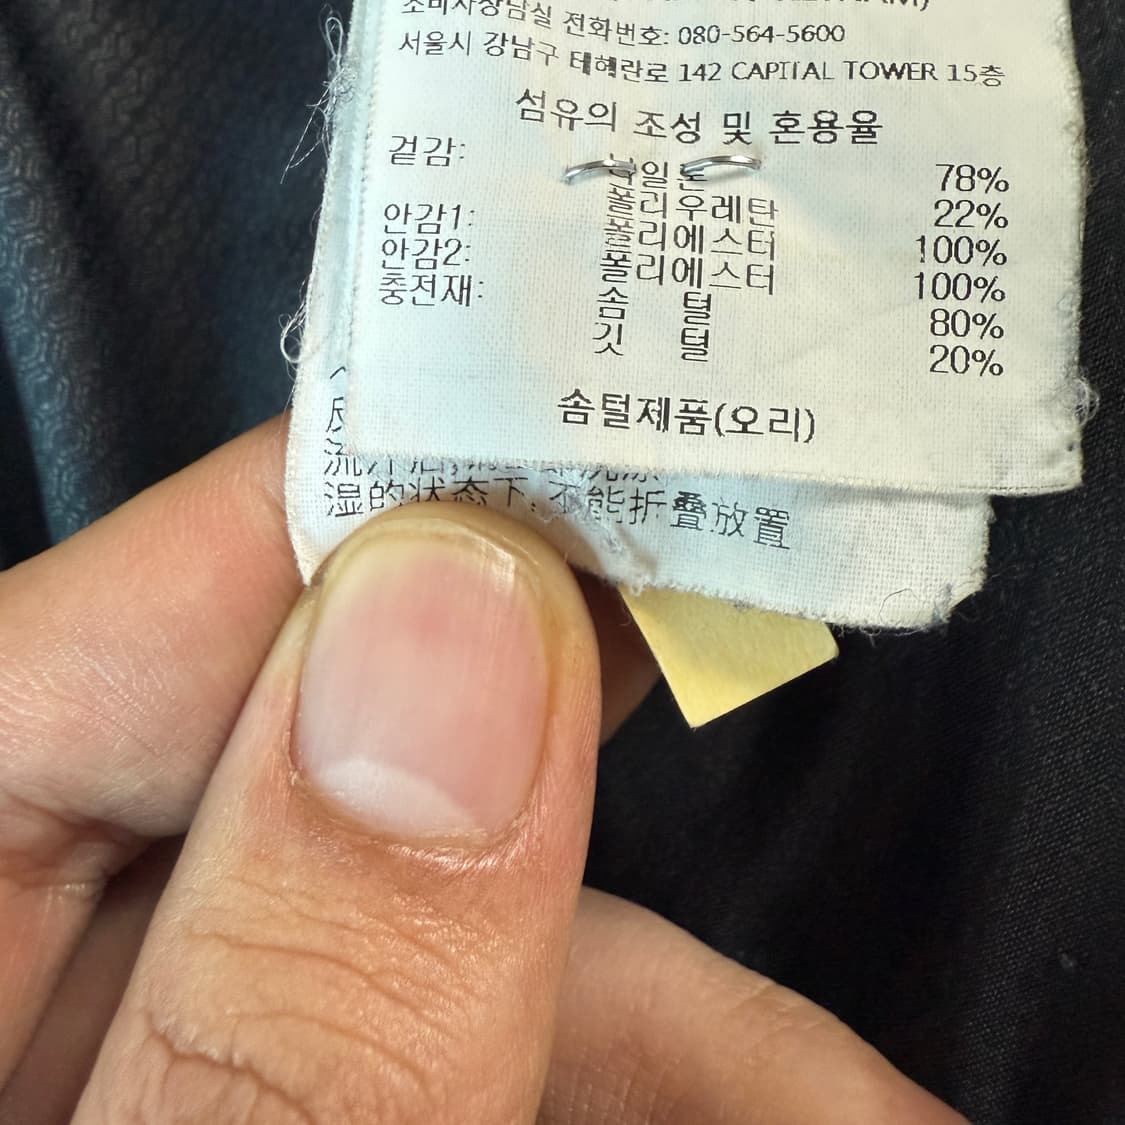 소비자상담실 전화번호: 080-564-5600
서울시 강남구 테헤란로 142 CAPITAL TOWER 15층
섬유의 조성 및 혼용율
겉감: 나일론 78%
폴리우레탄 22%
안감1: 폴리에스터 100%
안감2: 폴리에스터 100%
충전재: 솜 털 80%
깃 털 20%
솜털제품(오리)
湿的状态下, 不能折叠放置